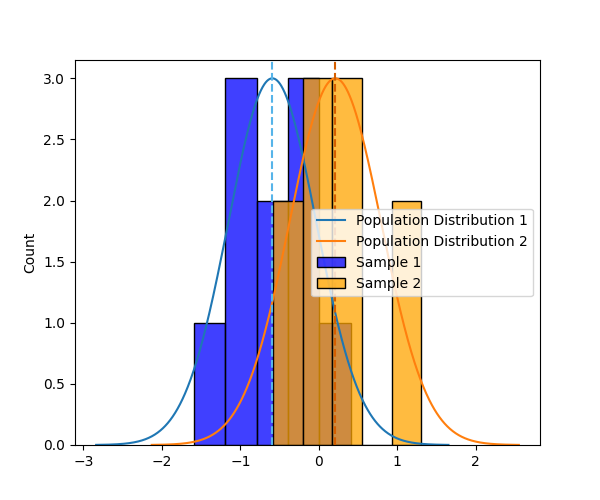 3.0
2.5
2.0
1.5
1.0
0.5
0.0
Count
Population Distribution 1
Population Distribution 2
Sample 1
Sample 2
−3
−2
−1
0
1
2